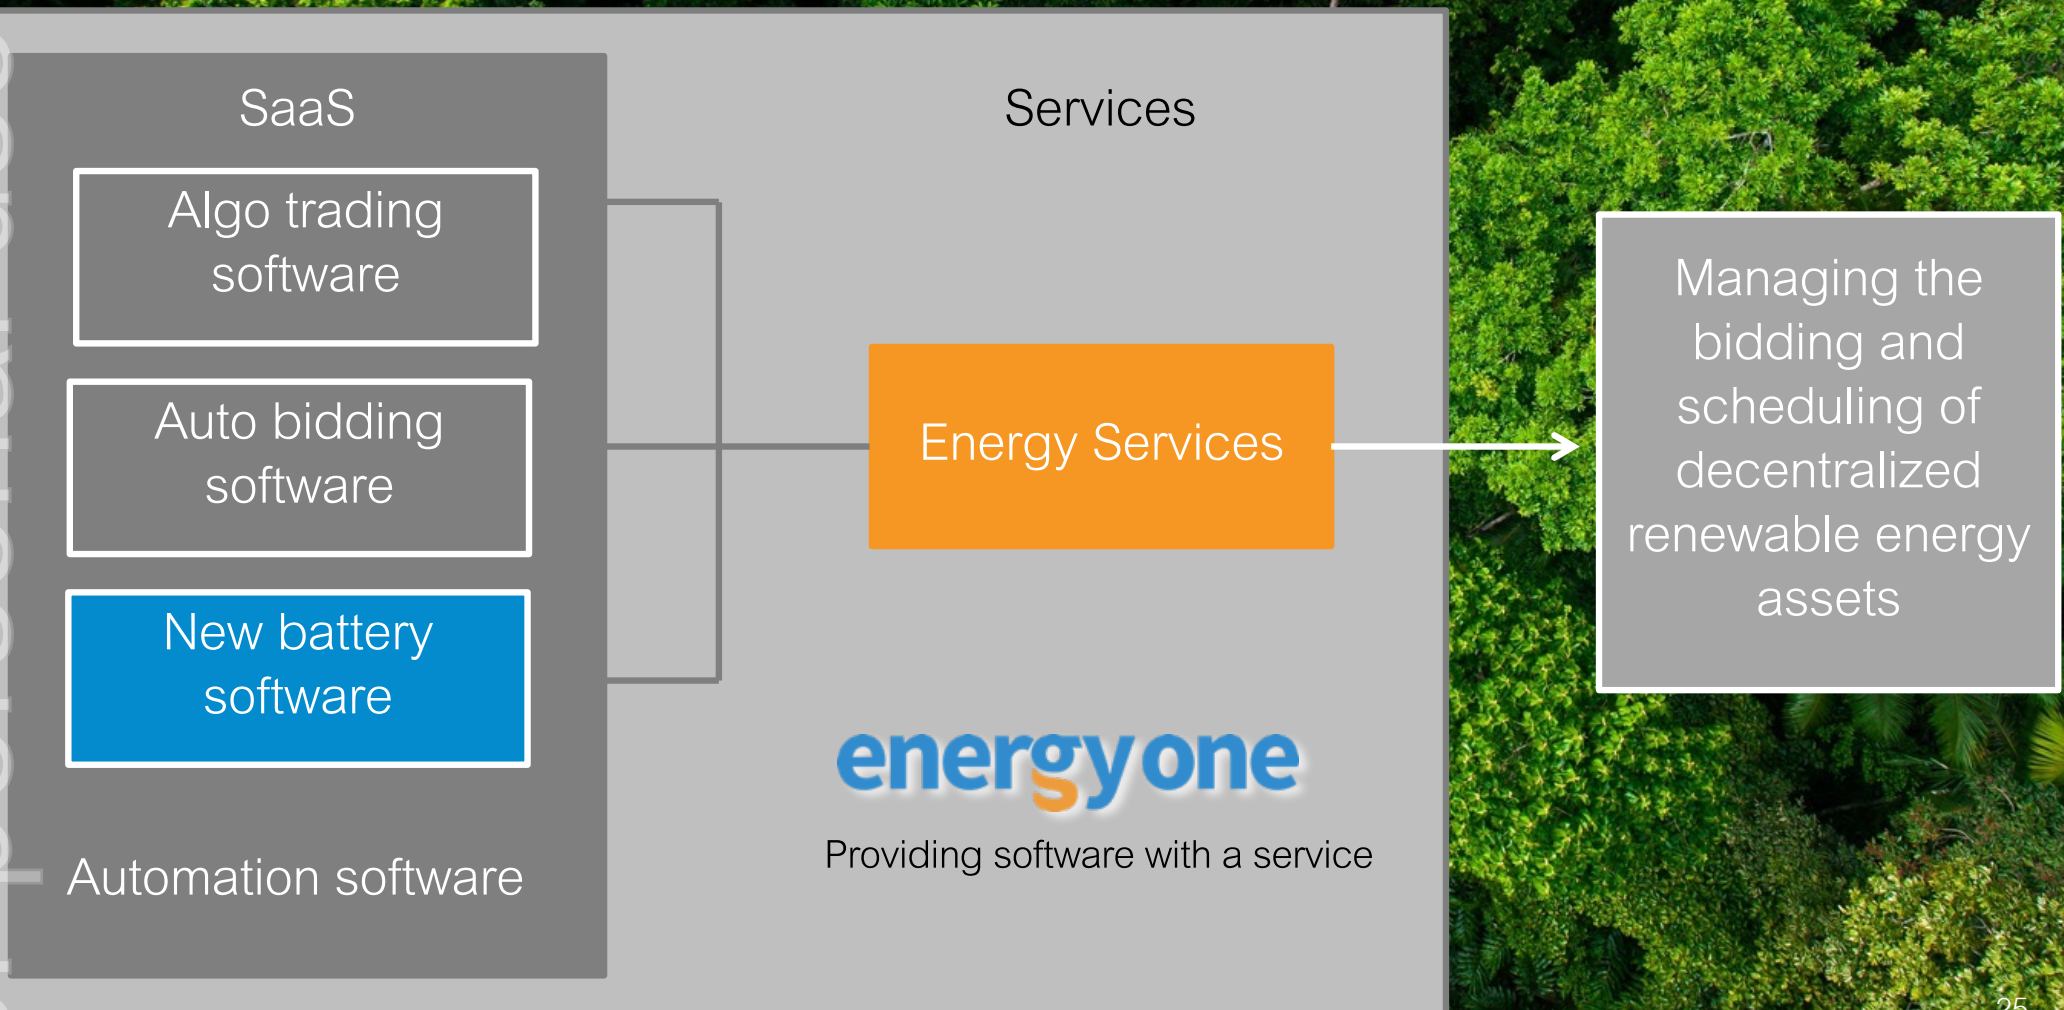 SaaS
Algo trading
software
Auto bidding
software
New battery
software
Automation software
Services
Energy Services
energyone
Providing software with a service
Managing the
bidding and
scheduling of
decentralized
renewable energy
assets
25